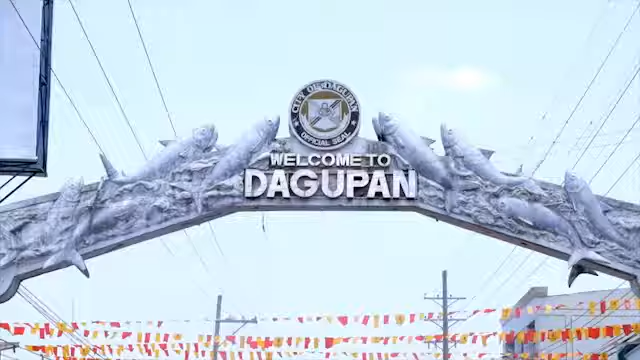 CITY OF DAGUPAN
OFFICIAL SEAL
WELCOME TO
DAGUPAN